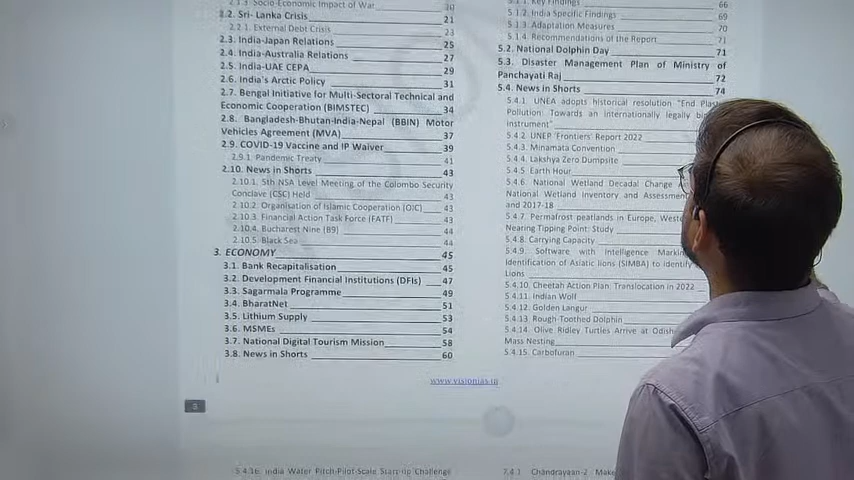 2.1.3. Socio-Economic Impact of War 20
2.2. Sri- Lanka Crisis 21
2.2.1. External Debt Crisis 23
2.3. India-Japan Relations 25
2.4. India-Australia Relations 27
2.5. India-UAE CEPA 29
2.6. India's Arctic Policy 31
2.7. Bengal Initiative for Multi-Sectoral Technical and
Economic Cooperation (BIMSTEC) 34
2.8. Bangladesh-Bhutan-India-Nepal (BBIN) Motor
Vehicles Agreement (MVA) 37
2.9. COVID-19 Vaccine and IP Waiver 39
2.9.1. Pandemic Treaty 41
2.10. News in Shorts 43
2.10.1. 5th NSA Level Meeting of the Colombo Security
Conclave (CSC) Held 43
2.10.2. Organisation of Islamic Cooperation (OIC) 43
2.10.3. Financial Action Task Force (FATF) 43
2.10.4. Bucharest Nine (B9) 44
2.10.5. Black Sea 44
3. ECONOMY 45
3.1. Bank Recapitalisation 45
3.2. Development Financial Institutions (DFIs) 47
3.3. Sagarmala Programme 49
3.4. BharatNet 51
3.5. Lithium Supply 53
3.6. MSMEs 54
3.7. National Digital Tourism Mission 58
3.8. News in Shorts 60
5.1.1. Key Findings 66
5.1.2. India Specific Findings 69
5.1.3. Adaptation Measures 70
5.1.4. Recommendations of the Report 71
5.2. National Dolphin Day 71
5.3. Disaster Management Plan of Ministry of
Panchayati Raj 72
5.4. News in Shorts 74
5.4.1. UNEA adopts historical resolution "End
Pollution: Towards an internationally legally
instrument"
5.4.2. UNEP 'Frontiers' Report 2022
5.4.3. Minamata Convention
5.4.4. Lakshya Zero Dumpsite
5.4.5. Earth Hour
5.4.6. National Wetland Decadal Change
National Wetland Inventory and
and 2017-18
5.4.7. Permafrost peatlands in Europe,
Nearing Tipping Point: Study
5.4.8. Carrying Capacity
5.4.9. Software with Intelligence
Identification of Asiatic lions (SIMBA) to identify
Lions
5.4.10. Cheetah Action Plan: Translocation in 2022
5.4.11. Indian Wolf
5.4.12. Golden Langur
5.4.13. Rough-Toothed Dolphin
5.4.14. Olive Ridley Turtles Arrive at
Mass Nesting
5.4.15. Carbofuran
www.visionias.in
3
5.4.16. India Water Pitch-Pilot-Scale Start-up Challenge
7.4.1. Chandrayaan-2